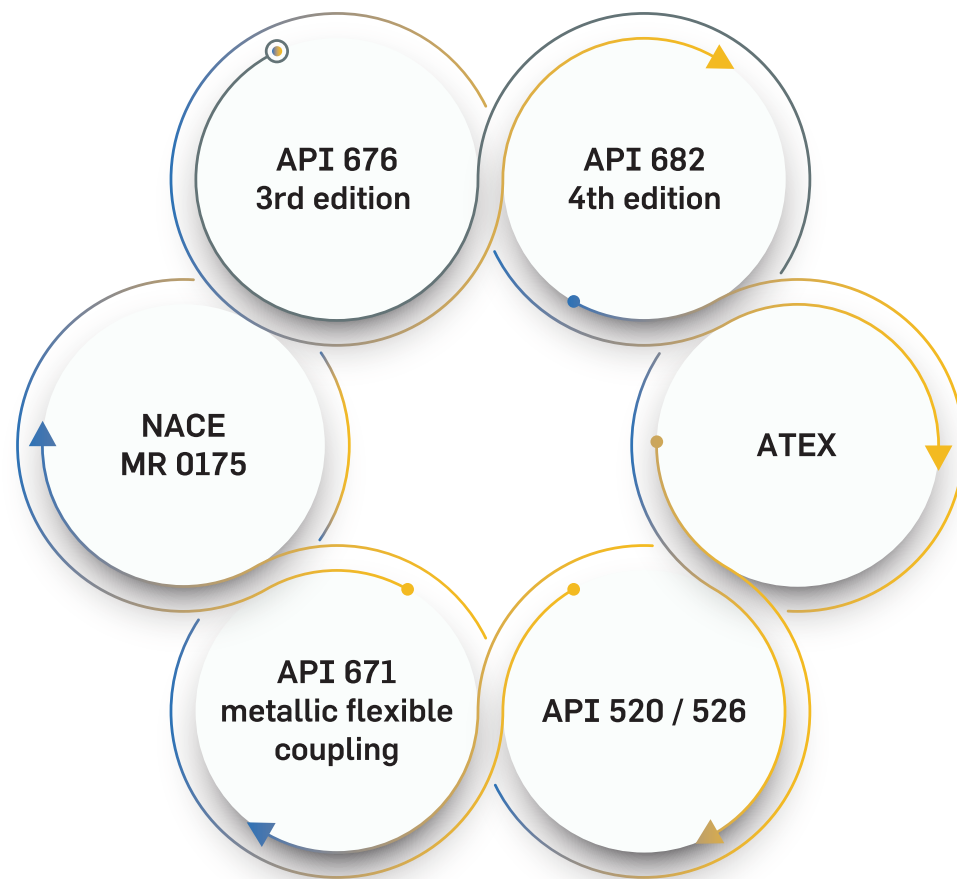 API 676
3rd edition
API 682
4th edition
ATEX
API 520 / 526
API 671
metallic flexible
coupling
NACE
MR 0175